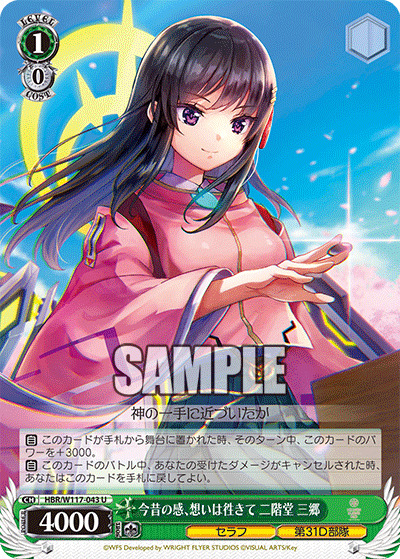 LEVEL
1
0
COST
SAMPLE
神の一手に近づいたか
自 このカードが手札から舞台に置かれた時、そのターン中、このカードのパ
ワーを+3000。
自 このカードのバトル中、あなたの受けたダメージがキャンセルされた時、
あなたはこのカードを手札に戻してよい。
CH HBR/W117-043 U
4000
今昔の感、想いは徃きて 二階堂 三郷
セラフ 第31D部隊
©WFS Developed by WRIGHT FLYER STUDIOS ©VISUAL ARTS/Key